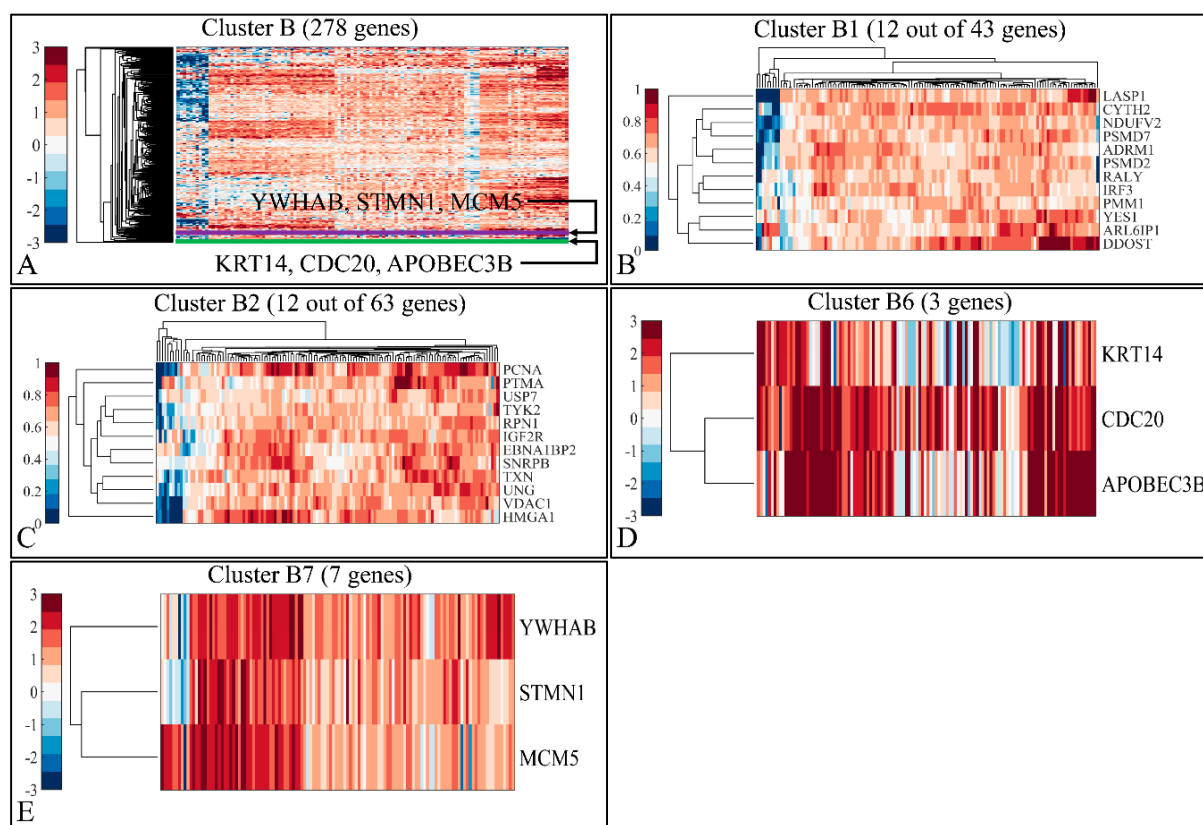 Cluster B (278 genes)
3
2
1
0
-1
-2
-3
YWHAB, STMN1, MCM5
KRT14, CDC20, APOBEC3B
A
Cluster B1 (12 out of 43 genes)
1
0.8
0.6
0.4
0.2
0
LASP1
CYTH2
NDUFV2
PSMD7
ADRM1
PSMD2
RALY
IRF3
PMM1
YES1
ARL6IP1
DDOST
B
Cluster B2 (12 out of 63 genes)
1
0.8
0.6
0.4
0.2
0
PCNA
PTMA
USP7
TYK2
RPN1
IGF2R
EBNA1BP2
SNRPB
TXN
UNG
VDAC1
HMGA1
C
Cluster B6 (3 genes)
3
2
1
0
-1
-2
-3
KRT14
CDC20
APOBEC3B
D
Cluster B7 (7 genes)
3
2
1
0
-1
-2
-3
YWHAB
STMN1
MCM5
E